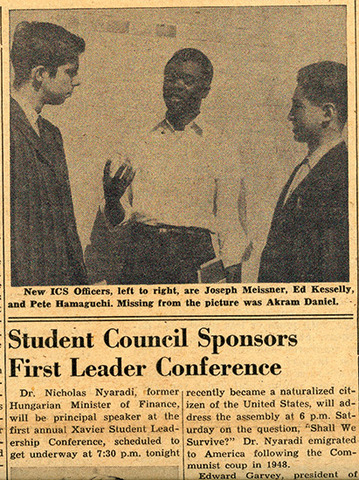 New ICS Officers, left to right, are Joseph Meissner, Ed Kesselly,
and Pete Hamaguchi. Missing from the picture was Akram Daniel.
Student Council Sponsors
First Leader Conference
Dr. Nicholas Nyaradi, former
Hungarian Minister of Finance,
will be principal speaker at the
first annual Xavier Student Lead-
ership Conference, scheduled to
get underway at 7:30 p.m. tonight
recently became a naturalized cit-
izen of the United States, will ad-
dress the assembly at 6 p.m. Sat-
urday on the question, "Shall We
Survive?" Dr. Nyaradi emigrated
to America following the Com-
munist coup in 1948.
Edward Garvey, president of